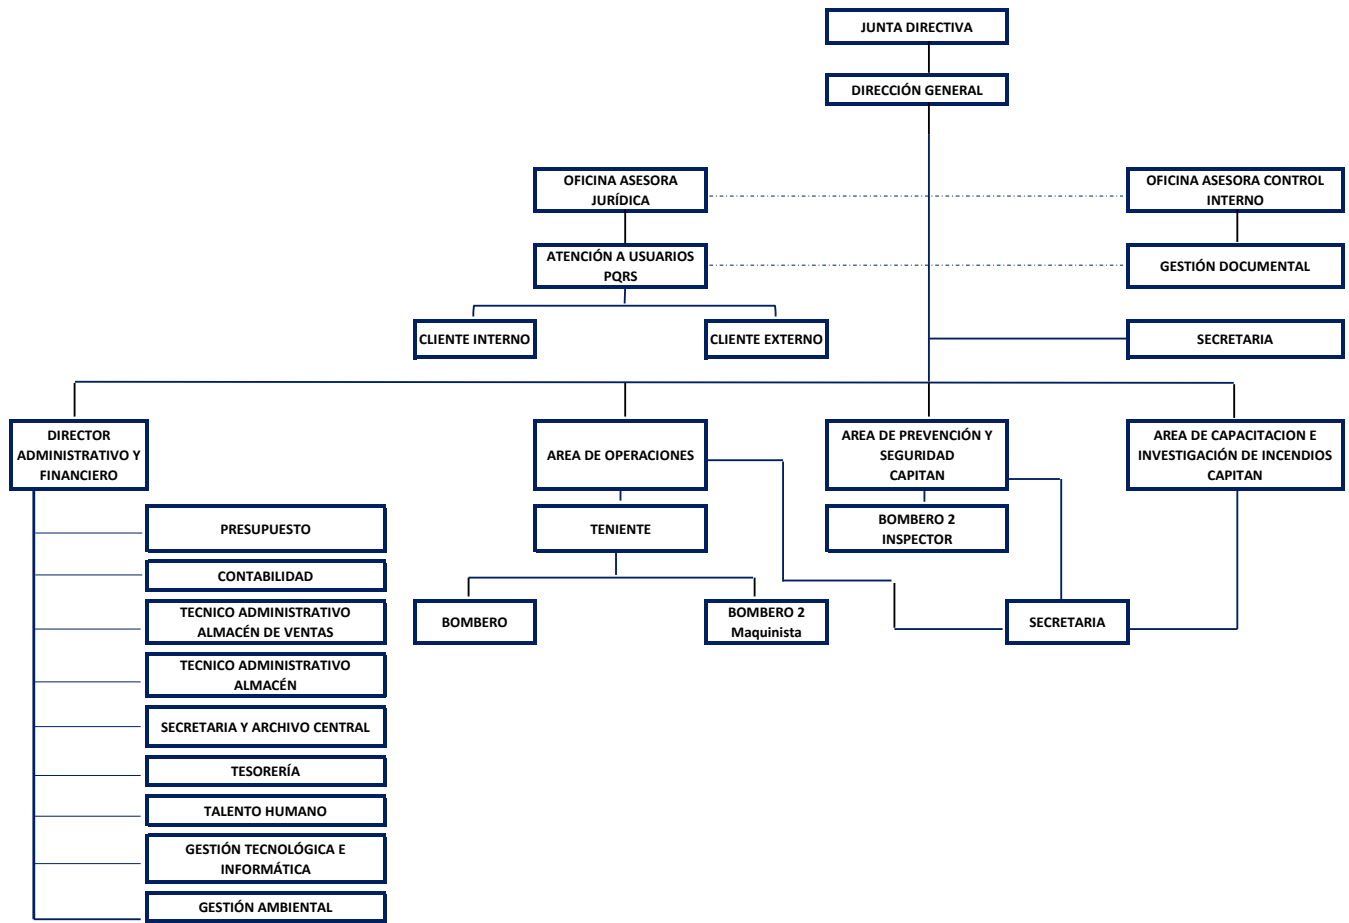 JUNTA DIRECTIVA
DIRECCIÓN GENERAL
OFICINA ASESORA
JURÍDICA
OFICINA ASESORA CONTROL
INTERNO
ATENCIÓN A USUARIOS
PQRS
GESTIÓN DOCUMENTAL
CLIENTE INTERNO
CLIENTE EXTERNO
SECRETARIA
DIRECTOR
ADMINISTRATIVO Y
FINANCIERO
AREA DE OPERACIONES
AREA DE PREVENCIÓN Y
SEGURIDAD
CAPITAN
AREA DE CAPACITACION E
INVESTIGACIÓN DE INCENDIOS
CAPITAN
PRESUPUESTO
TENIENTE
BOMBERO 2
INSPECTOR
CONTABILIDAD
TECNICO ADMINISTRATIVO
ALMACÉN DE VENTAS
BOMBERO
BOMBERO 2
Maquinista
SECRETARIA
TECNICO ADMINISTRATIVO
ALMACÉN
SECRETARIA Y ARCHIVO CENTRAL
TESORERÍA
TALENTO HUMANO
GESTIÓN TECNOLÓGICA E
INFORMÁTICA
GESTIÓN AMBIENTAL